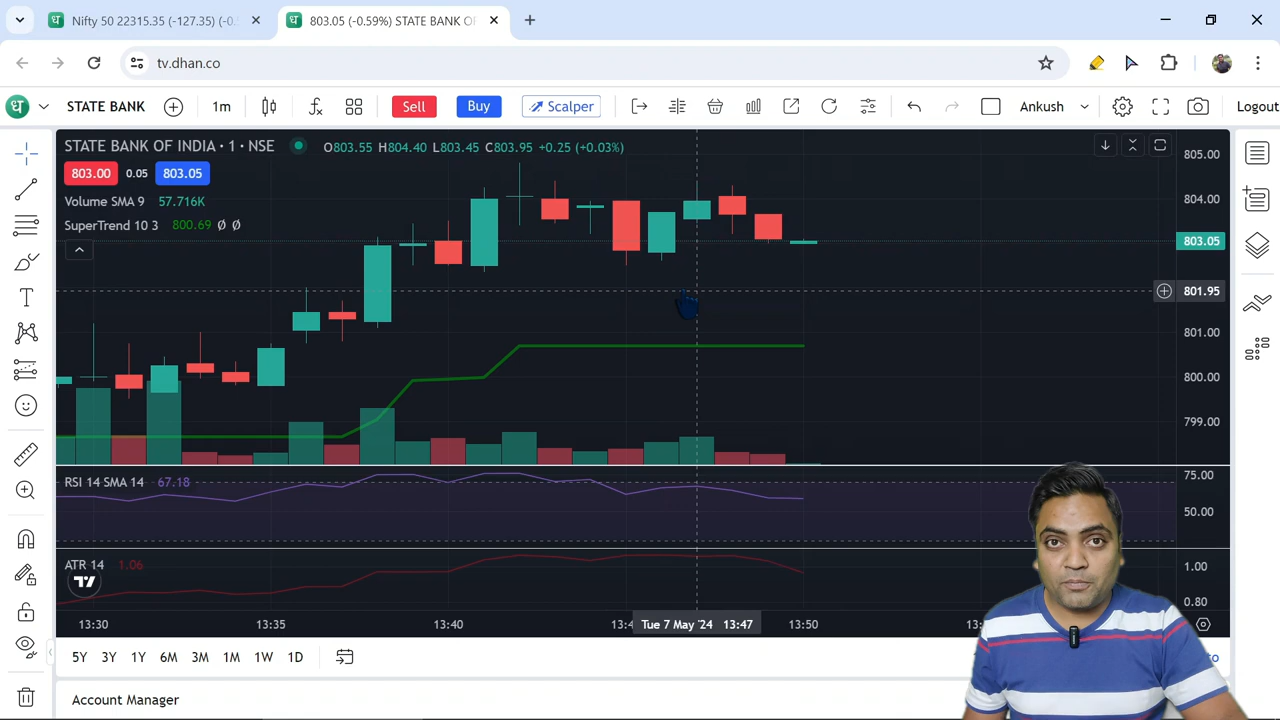 Nifty 50 22315.35 (-127.35) (-0.
803.05 (-0.59%) STATE BANK OF
tv.dhan.co
ध STATE BANK 1m Sell Buy Scalper Ankush Logout
STATE BANK OF INDIA · 1 · NSE O803.55 H804.40 L803.45 C803.95 +0.25 (+0.03%)
803.00 0.05 803.05
Volume SMA 9 57.716K
SuperTrend 10 3 800.69 Ø Ø
805.00
804.00
803.05
801.95
801.00
800.00
799.00
RSI 14 SMA 14 67.18
75.00
50.00
ATR 14 1.06
1.00
0.80
13:30 13:35 13:40 Tue 7 May '24 13:47 13:50
5Y 3Y 1Y 6M 3M 1M 1W 1D
Account Manager